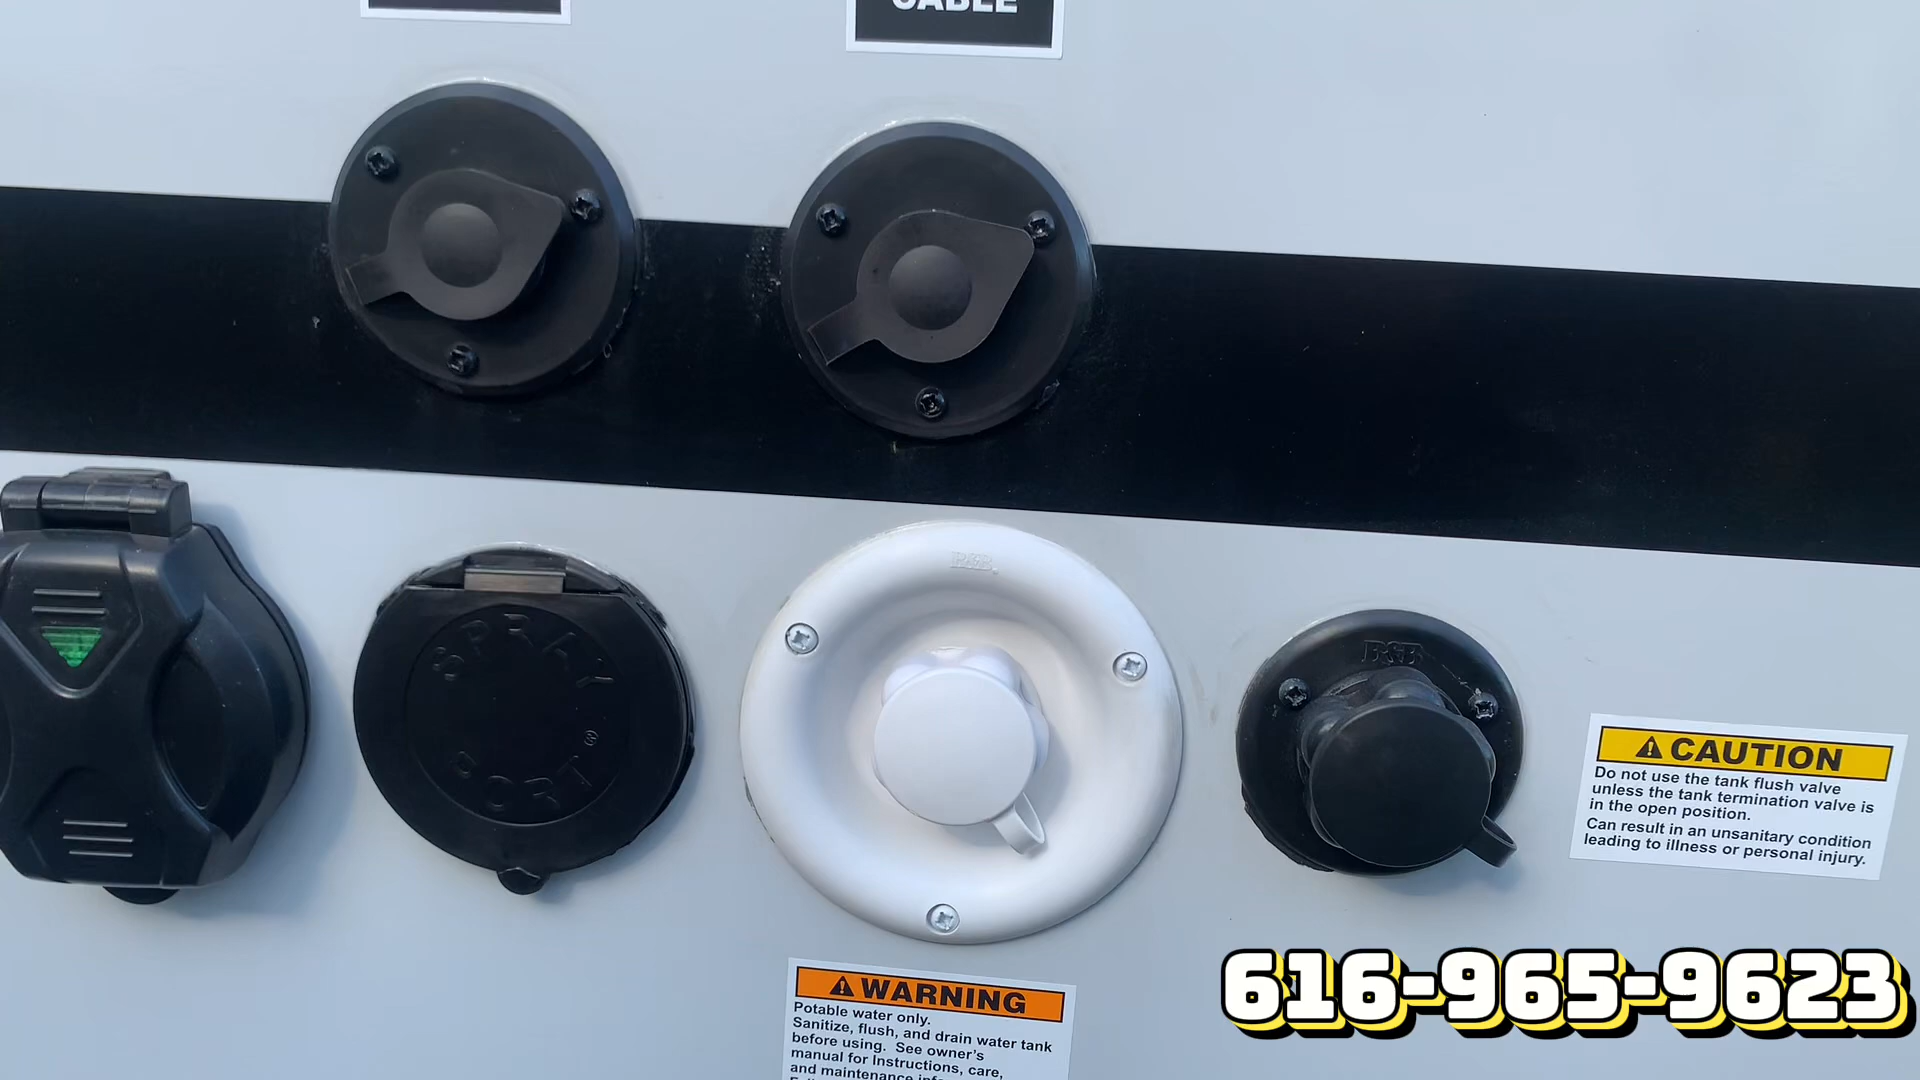 CABLE
SPRAY
PORT®
B&B
B&B
CAUTION
Do not use the tank flush valve
unless the tank termination valve is
in the open position.
Can result in an unsanitary condition
leading to illness or personal injury.
WARNING
Potable water only.
Sanitize, flush, and drain water tank
before using. See owner's
manual for Instructions, care,
and maintenance
616-965-9623